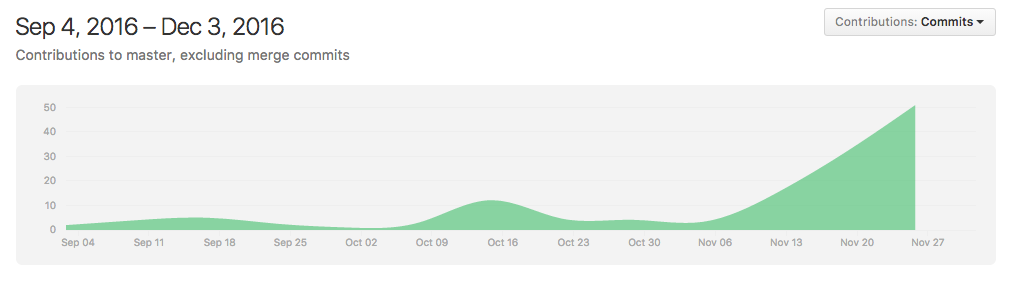 Sep 4, 2016 – Dec 3, 2016
Contributions: Commits
Contributions to master, excluding merge commits
50
40
30
20
10
0
Sep 04 Sep 11 Sep 18 Sep 25 Oct 02 Oct 09 Oct 16 Oct 23 Oct 30 Nov 06 Nov 13 Nov 20 Nov 27